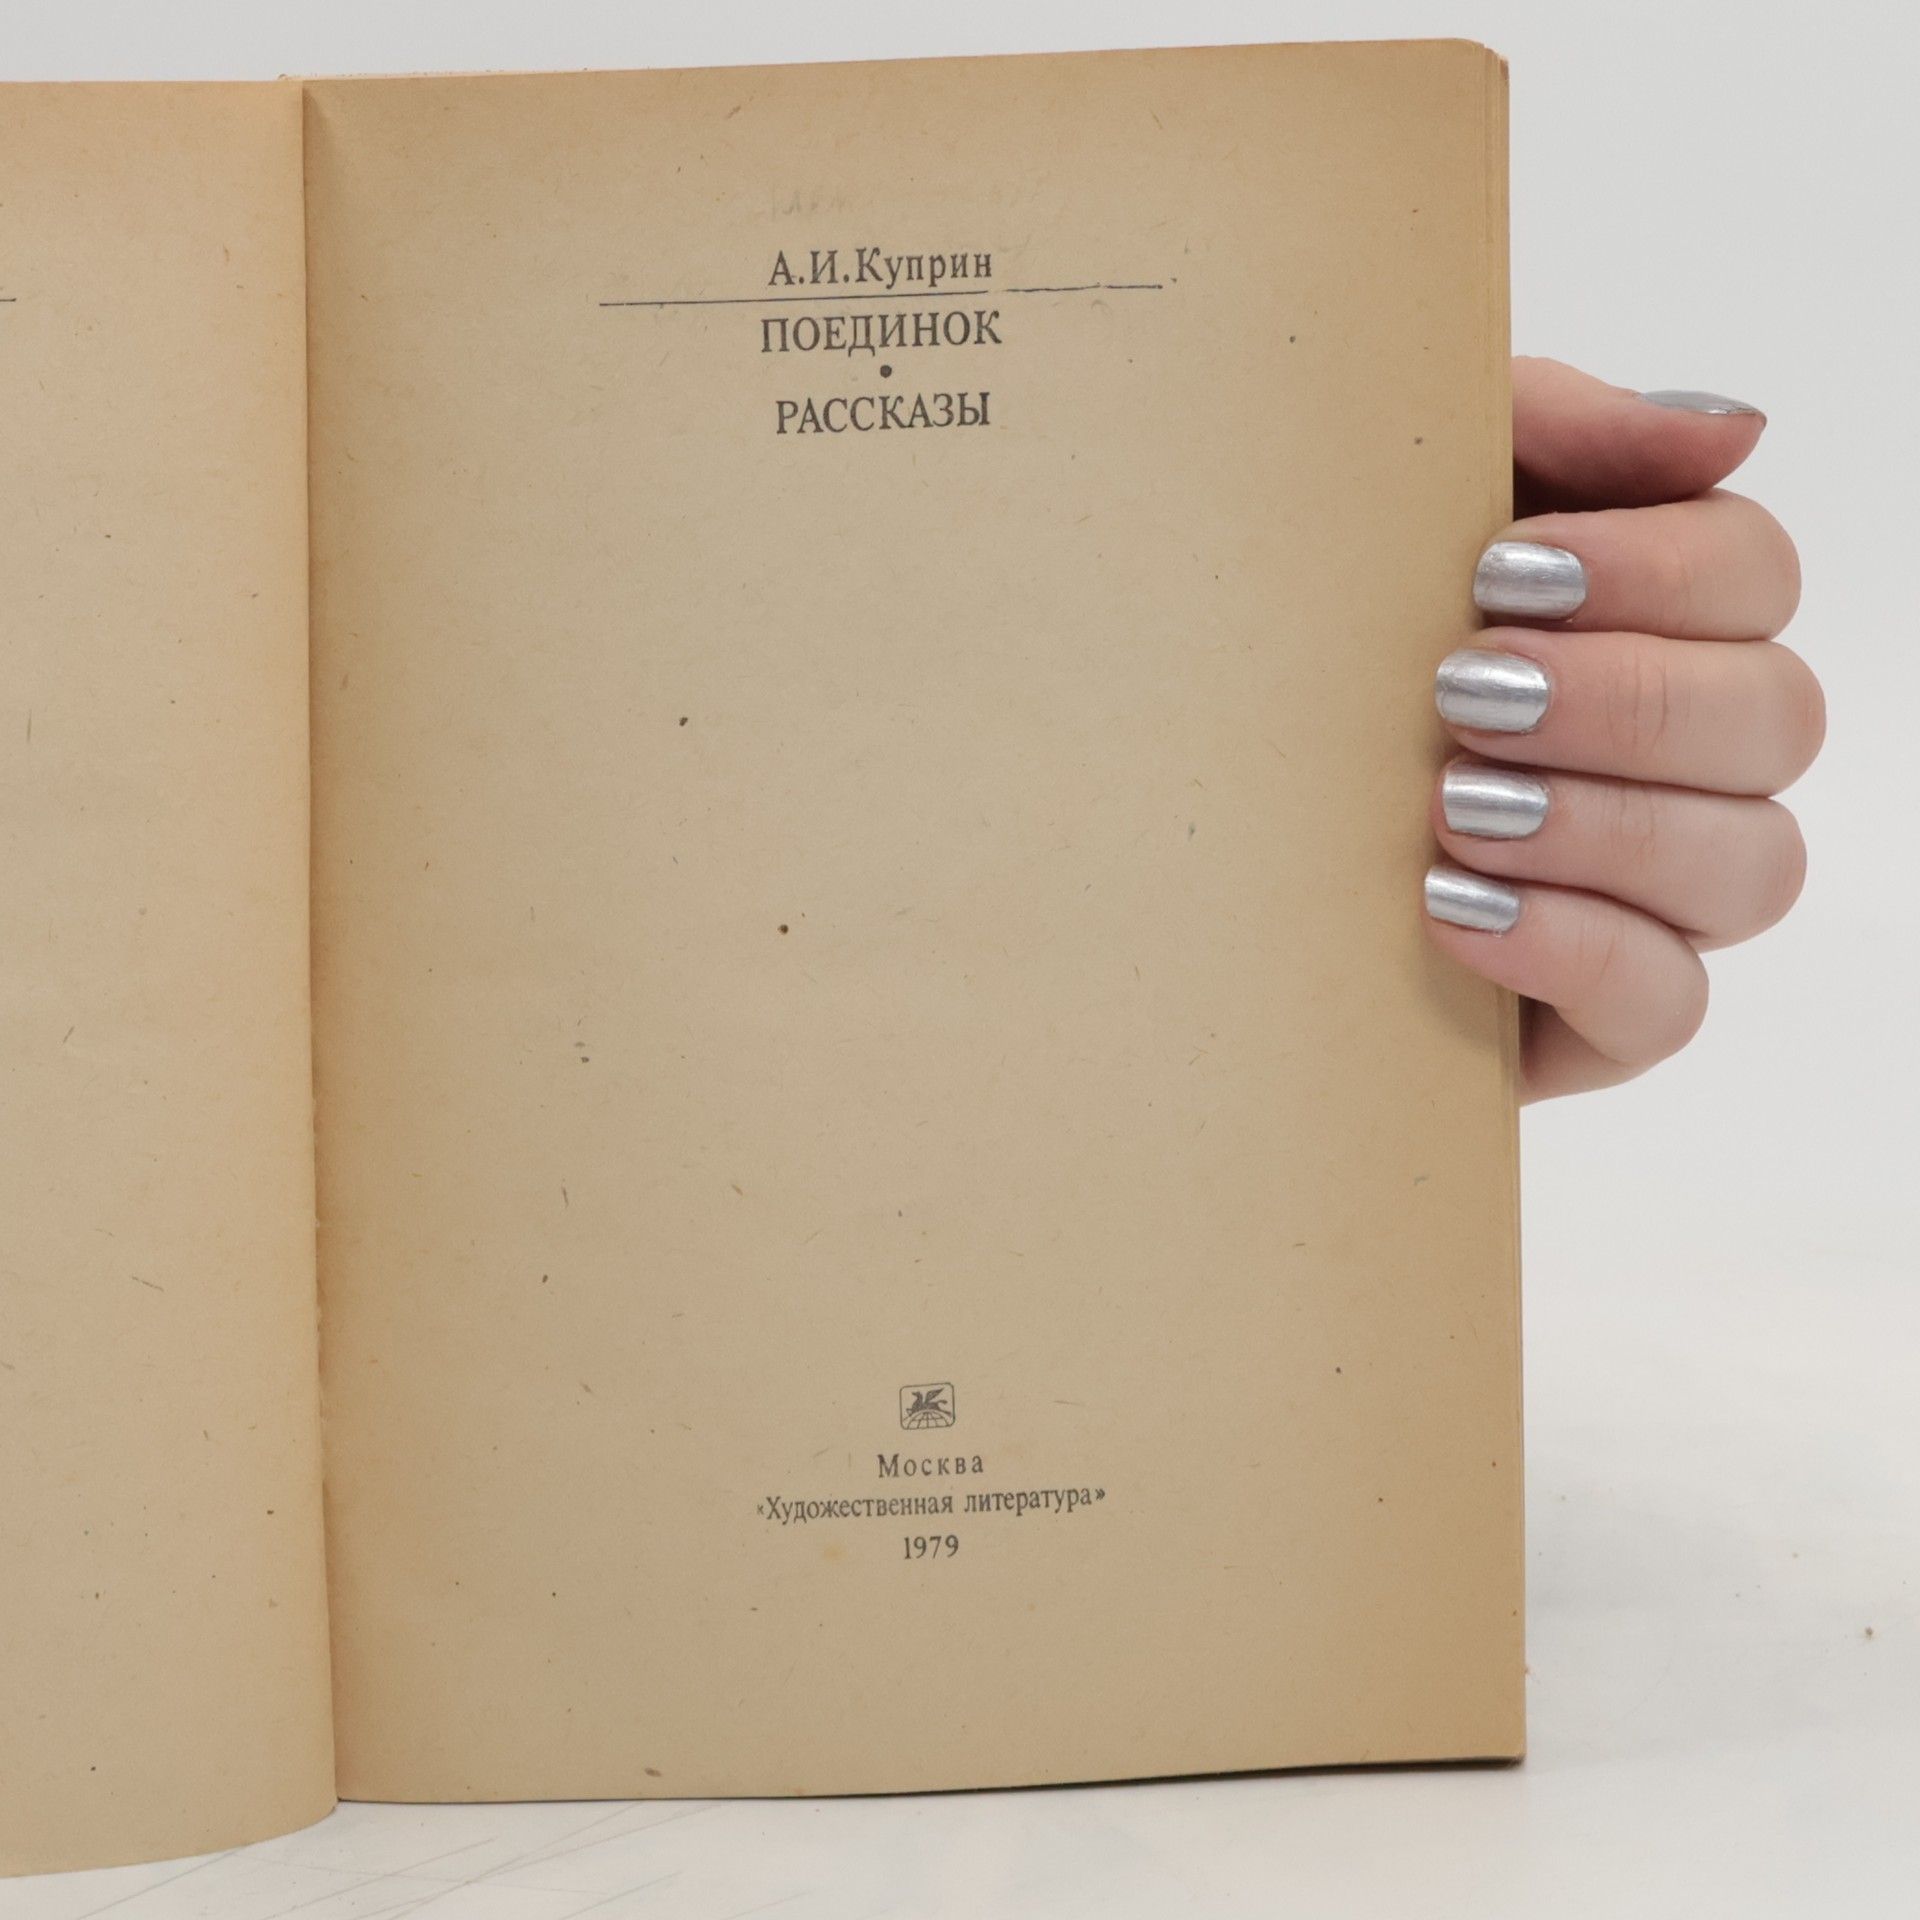 А.И.Куприн
ПОЕДИНОК
•
РАССКАЗЫ
Москва
«Художественная литература»
1979